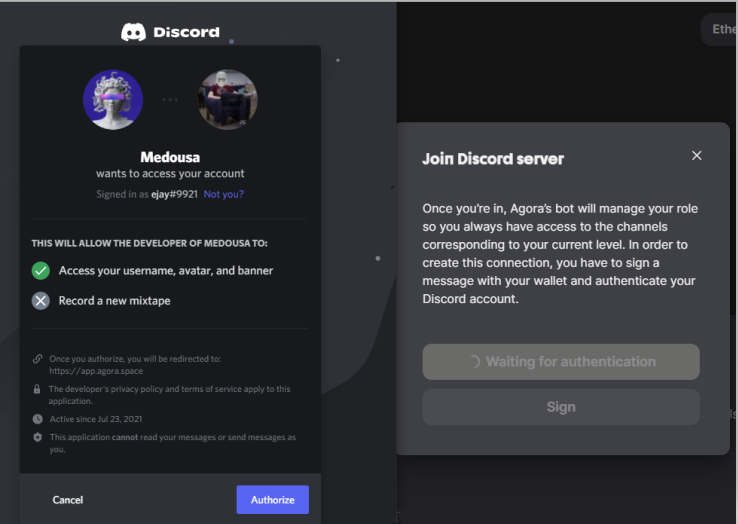 Discord
Medousa
wants to access your account
Signed in as ejay#9921 Not you?
THIS WILL ALLOW THE DEVELOPER OF MEDOUSA TO:
Access your username, avatar, and banner
Record a new mixtape
Once you authorize, you will be redirected to:
https://app.agora.space
The developer's privacy policy and terms of service apply to this
application.
Active since Jul 23, 2021
This application cannot read your messages or send messages as
you.
Cancel
Authorize
Join Discord server
Once you're in, Agora's bot will manage your role
so you always have access to the channels
corresponding to your current level. In order to
create this connection, you have to sign a
message with your wallet and authenticate your
Discord account.
Waiting for authentication
Sign